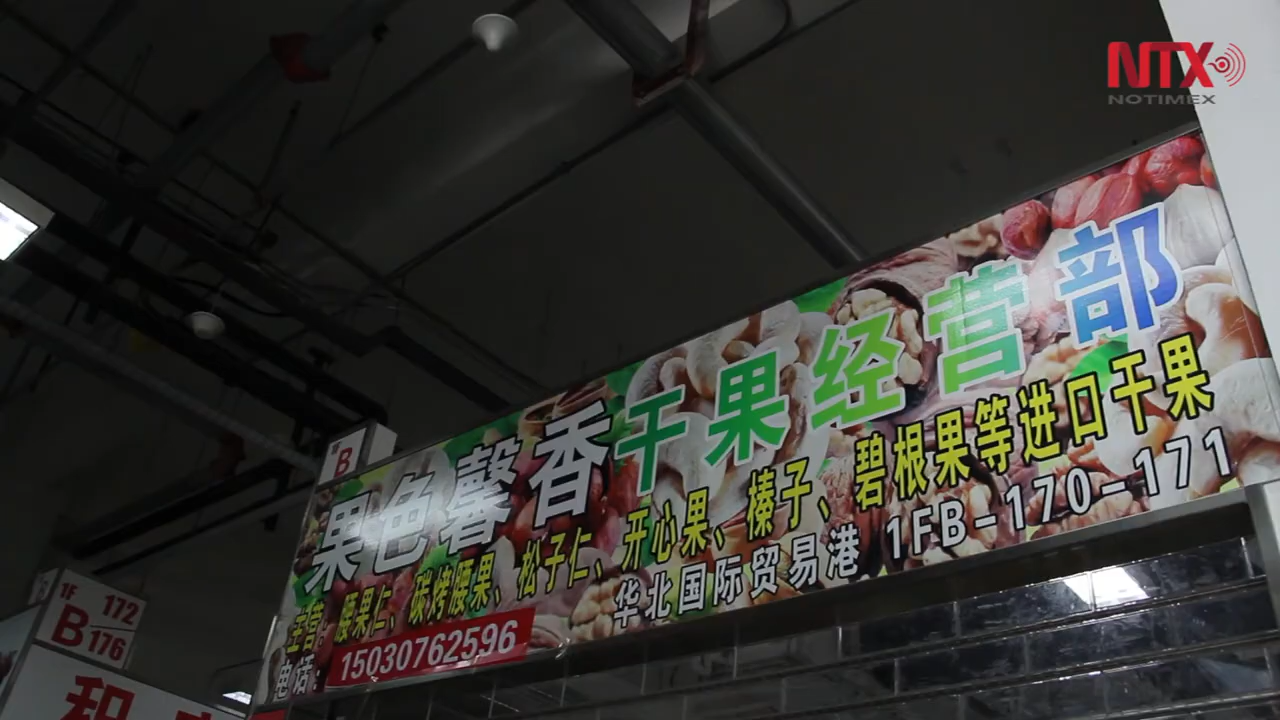 NTX
NOTIMEX
果色馨香干果经营部
主营：腰果仁、碳烤腰果、松子仁、开心果、榛子、碧根果等进口干果
华北国际贸易港 1FB-170-171
电话：15030762596
B
1F B 172
176